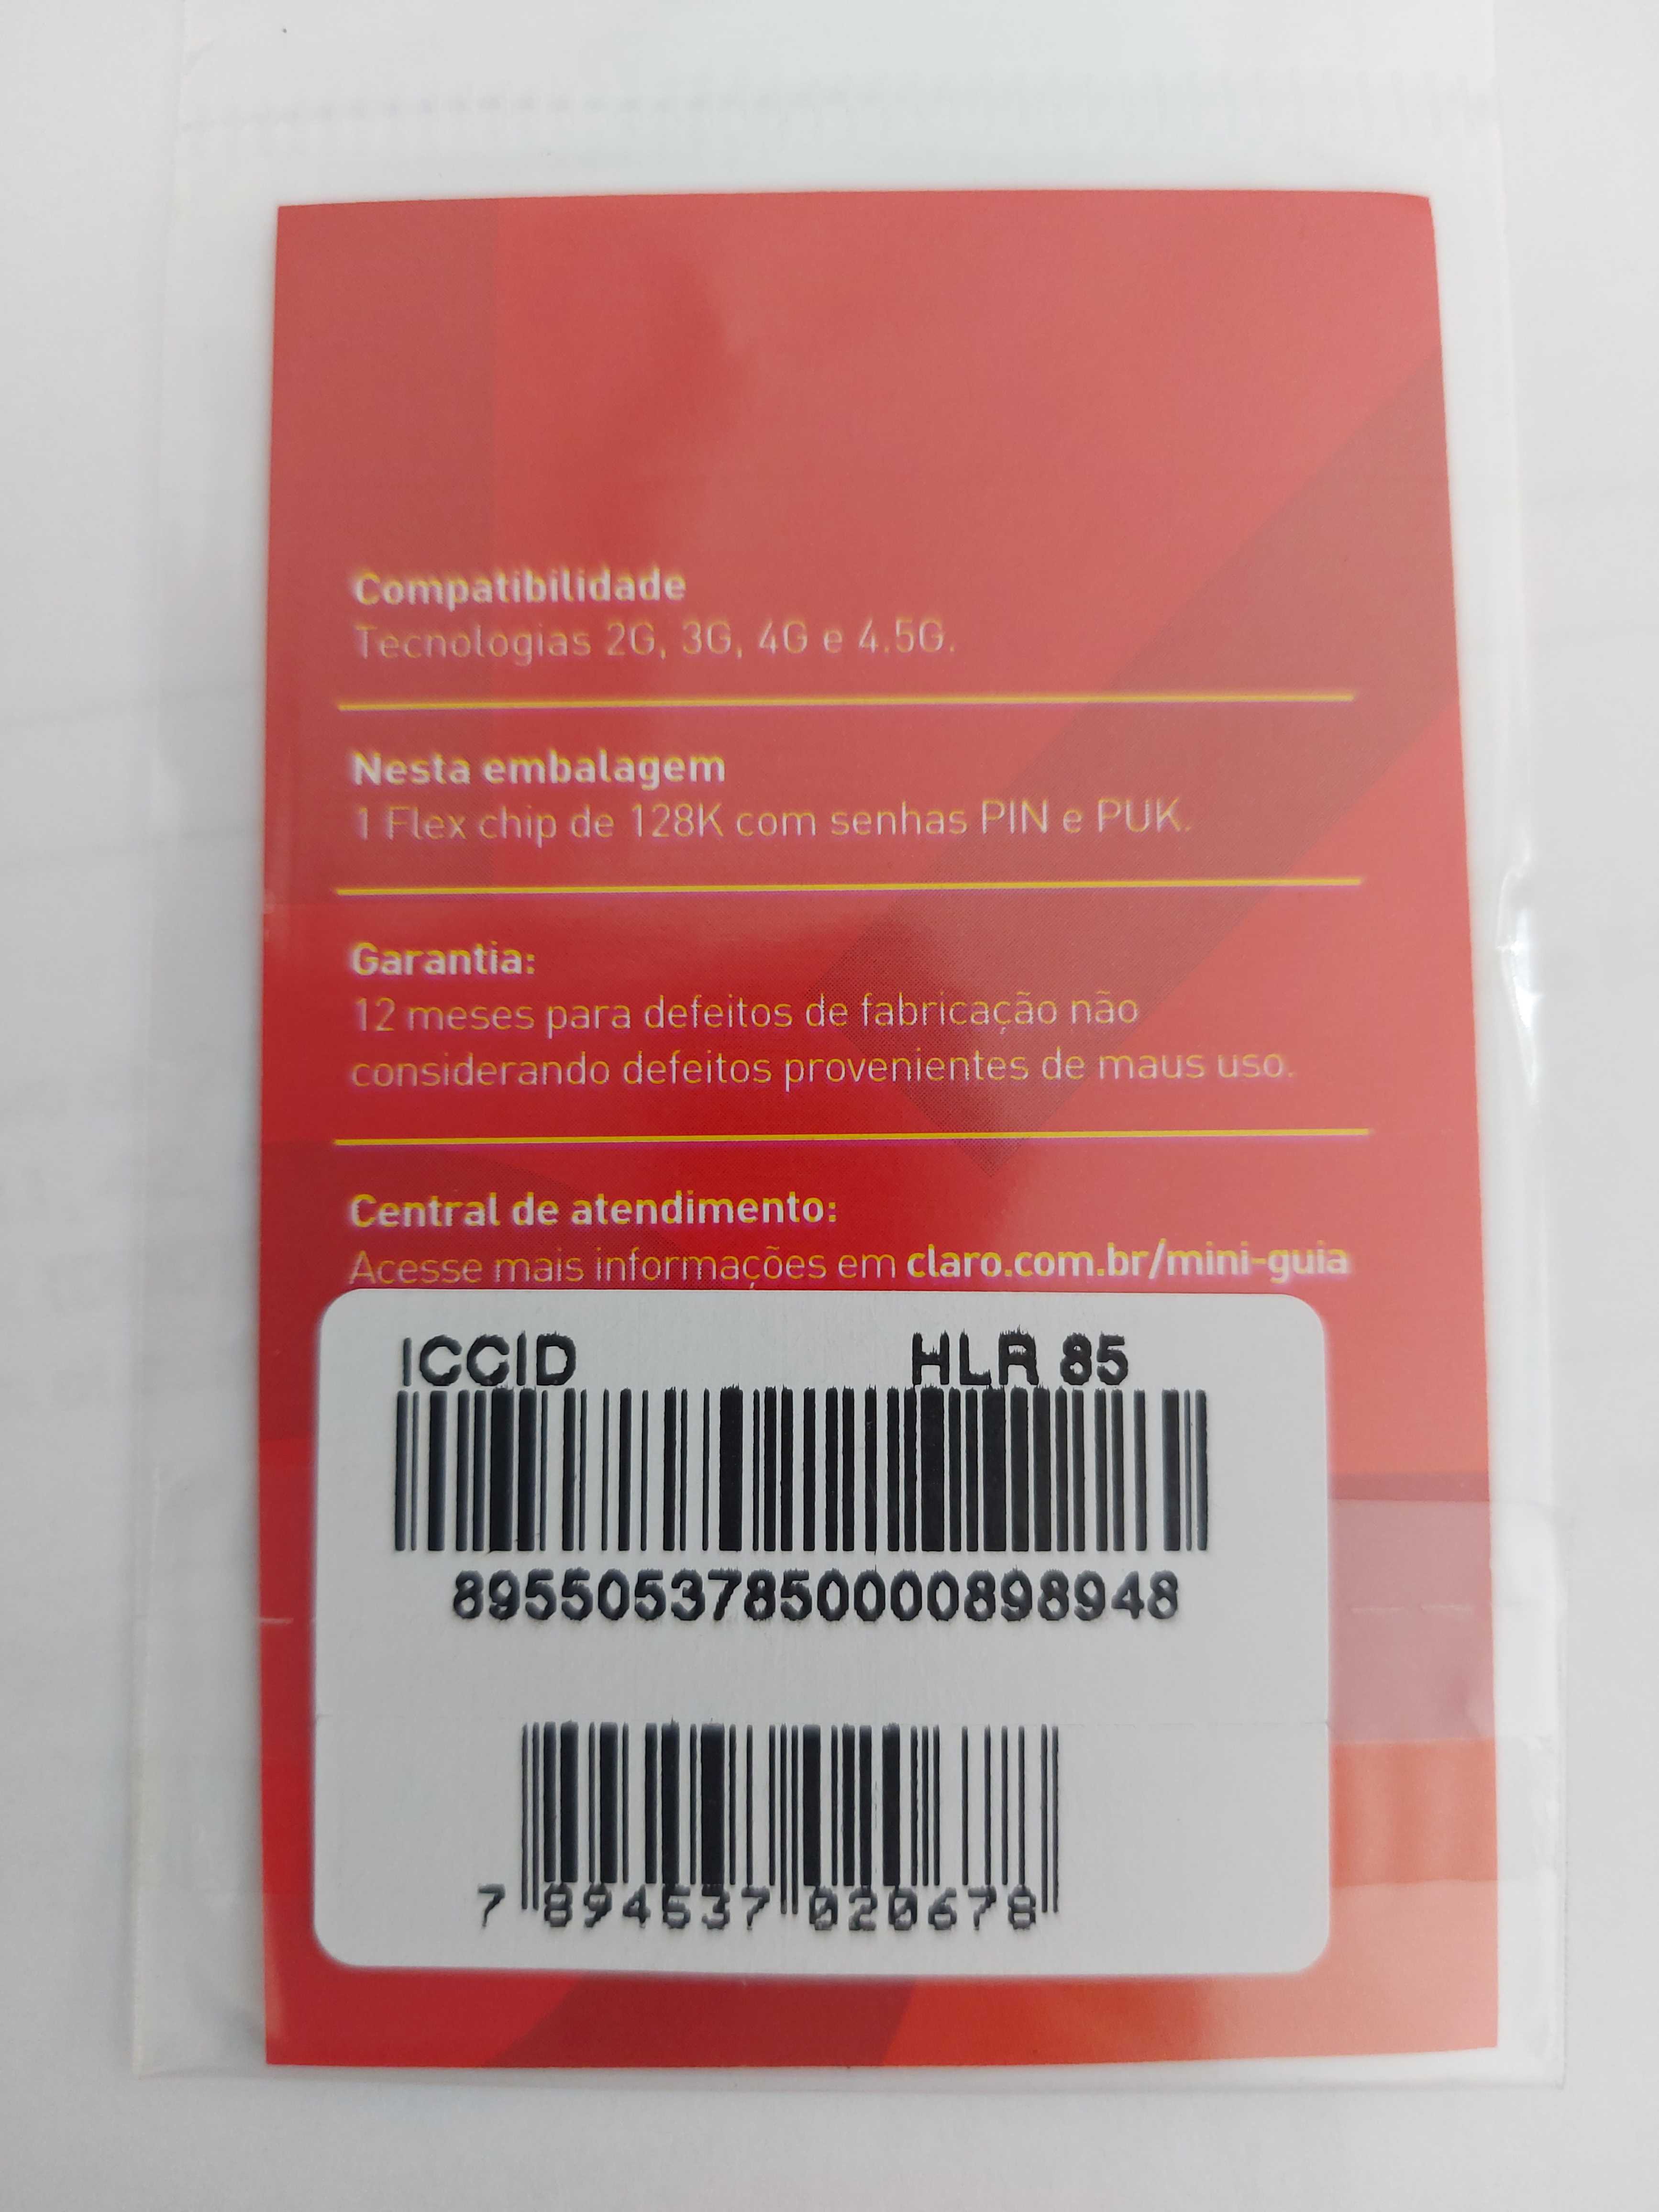 Compatibilidade
Tecnologias 2G, 3G, 4G e 4.5G.
Nesta embalagem
1 Flex chip de 128K com senhas PIN e PUK.
Garantia:
12 meses para defeitos de fabricação não
considerando defeitos provenientes de maus uso.
Central de atendimento:
Acesse mais informações em claro.com.br/mini-guia
ICCID HLR 85
89550537850000898948
7 894537 020678